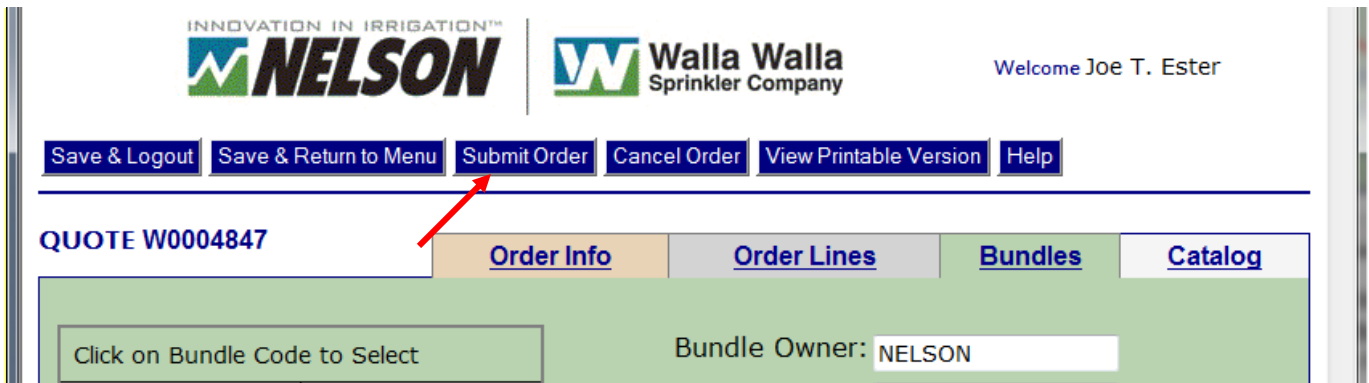 INNOVATION IN IRRIGATION™
NELSON
Walla Walla
Sprinkler Company
Welcome Joe T. Ester
Save & Logout Save & Return to Menu Submit Order Cancel Order View Printable Version Help
QUOTE W0004847
Order Info Order Lines Bundles Catalog
Click on Bundle Code to Select
Bundle Owner: NELSON